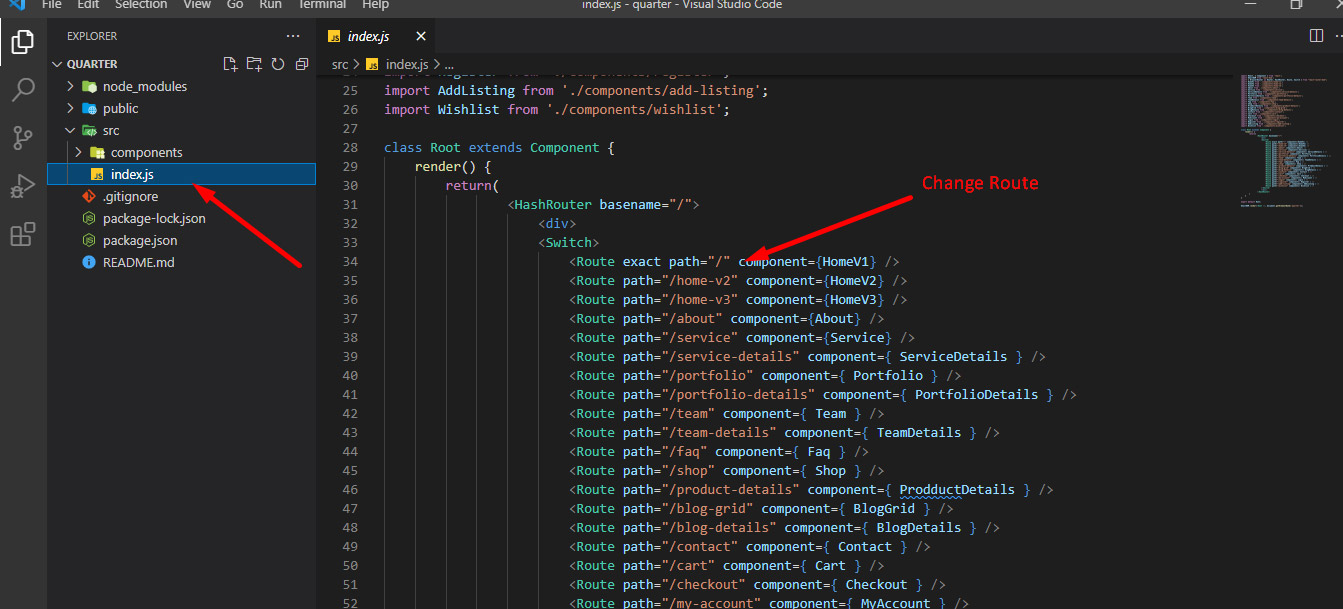 File Edit Selection View Go Run Terminal Help index.js - quarter - Visual Studio Code
EXPLORER
QUARTER
node_modules
public
src
components
index.js
.gitignore
package-lock.json
package.json
README.md
index.js
src > index.js > ...
25 import AddListing from './components/add-listing';
26 import Wishlist from './components/wishlist';
27
28 class Root extends Component {
29 render() {
30 return(
31 <HashRouter basename="/">
32 <div>
33 <Switch>
34 <Route exact path="/" component={HomeV1} />
35 <Route path="/home-v2" component={HomeV2} />
36 <Route path="/home-v3" component={HomeV3} />
37 <Route path="/about" component={About} />
38 <Route path="/service" component={Service} />
39 <Route path="/service-details" component={ ServiceDetails } />
40 <Route path="/portfolio" component={ Portfolio } />
41 <Route path="/portfolio-details" component={ PortfolioDetails } />
42 <Route path="/team" component={ Team } />
43 <Route path="/team-details" component={ TeamDetails } />
44 <Route path="/faq" component={ Faq } />
45 <Route path="/shop" component={ Shop } />
46 <Route path="/product-details" component={ ProdductDetails } />
47 <Route path="/blog-grid" component={ BlogGrid } />
48 <Route path="/blog-details" component={ BlogDetails } />
49 <Route path="/contact" component={ Contact } />
50 <Route path="/cart" component={ Cart } />
51 <Route path="/checkout" component={ Checkout } />
52 <Route path="/my-account" component={ MyAccount } />
Change Route